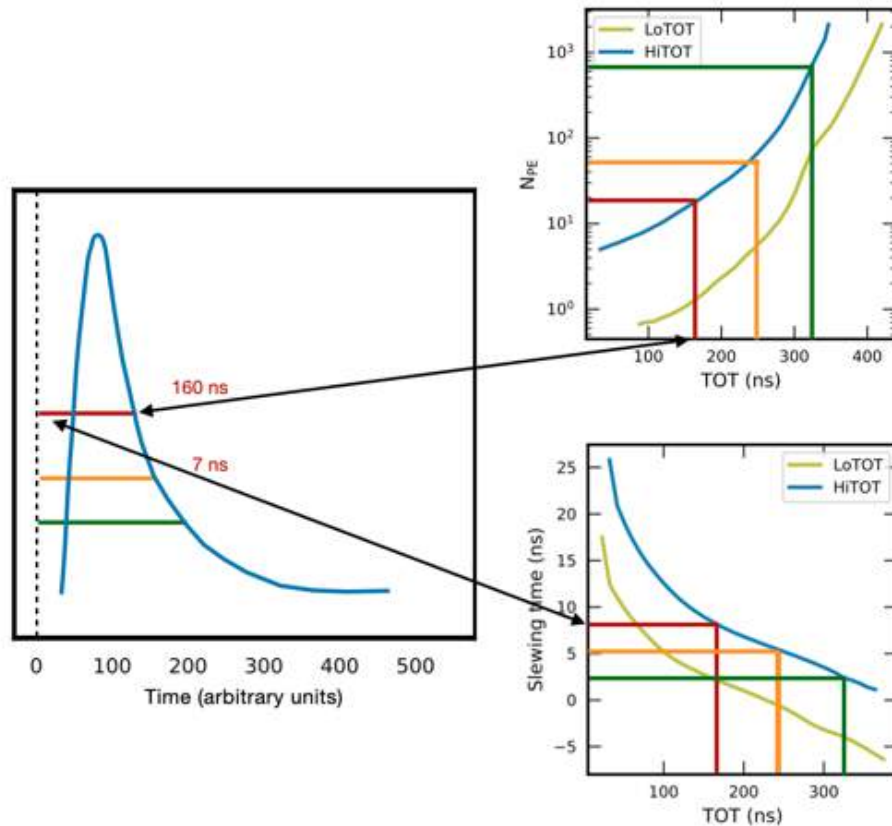 160 ns
7 ns
0 100 200 300 400 500
Time (arbitrary units)
LoTOT
HiTOT
10³
10²
10¹
10⁰
N_PE
100 200 300 400
TOT (ns)
LoTOT
HiTOT
25
20
15
10
5
0
−5
Slewing time (ns)
100 200 300
TOT (ns)